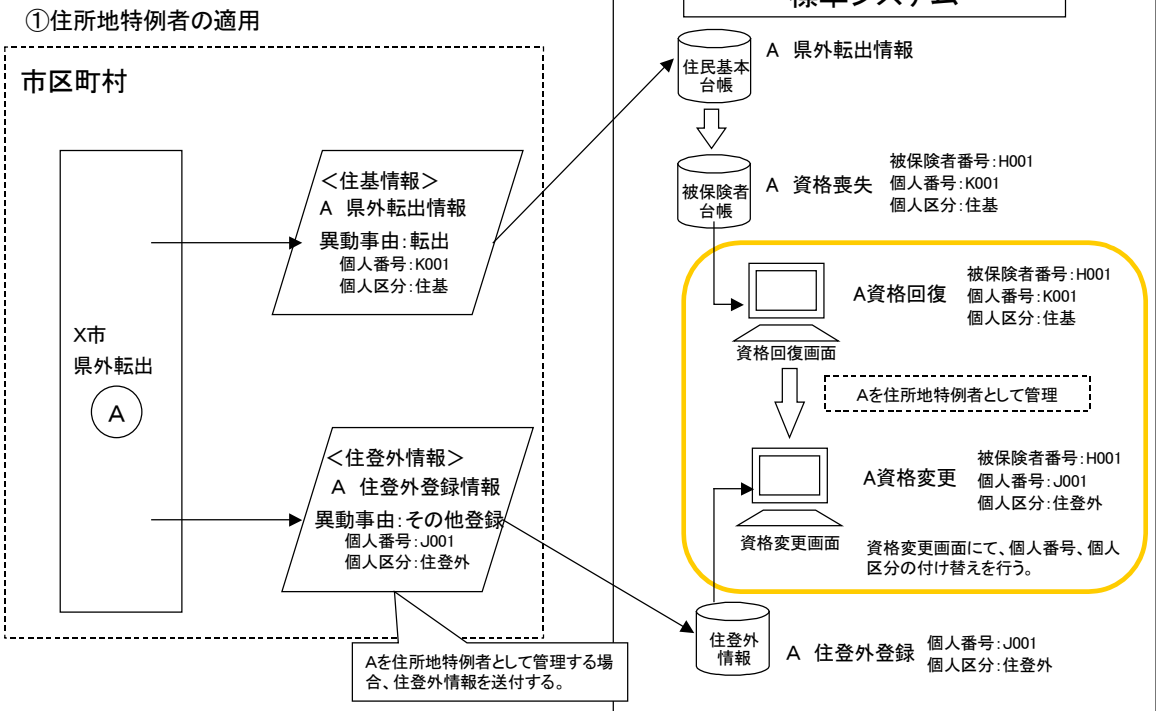 ①住所地特例者の適用
市区町村
X市
県外転出
A
＜住基情報＞
A 県外転出情報
異動事由:転出
個人番号:K001
個人区分:住基
＜住登外情報＞
A 住登外登録情報
異動事由:その他登録
個人番号:J001
個人区分:住登外
Aを住所地特例者として管理する場
合、住登外情報を送付する。
標準システム
住民基本
台帳
A 県外転出情報
被保険者
台帳
A 資格喪失
被保険者番号:H001
個人番号:K001
個人区分:住基
資格回復画面
A資格回復
被保険者番号:H001
個人番号:K001
個人区分:住基
Aを住所地特例者として管理
資格変更画面
A資格変更
被保険者番号:H001
個人番号:J001
個人区分:住登外
資格変更画面にて、個人番号、個人
区分の付け替えを行う。
住登外
情報
A 住登外登録
個人番号:J001
個人区分:住登外